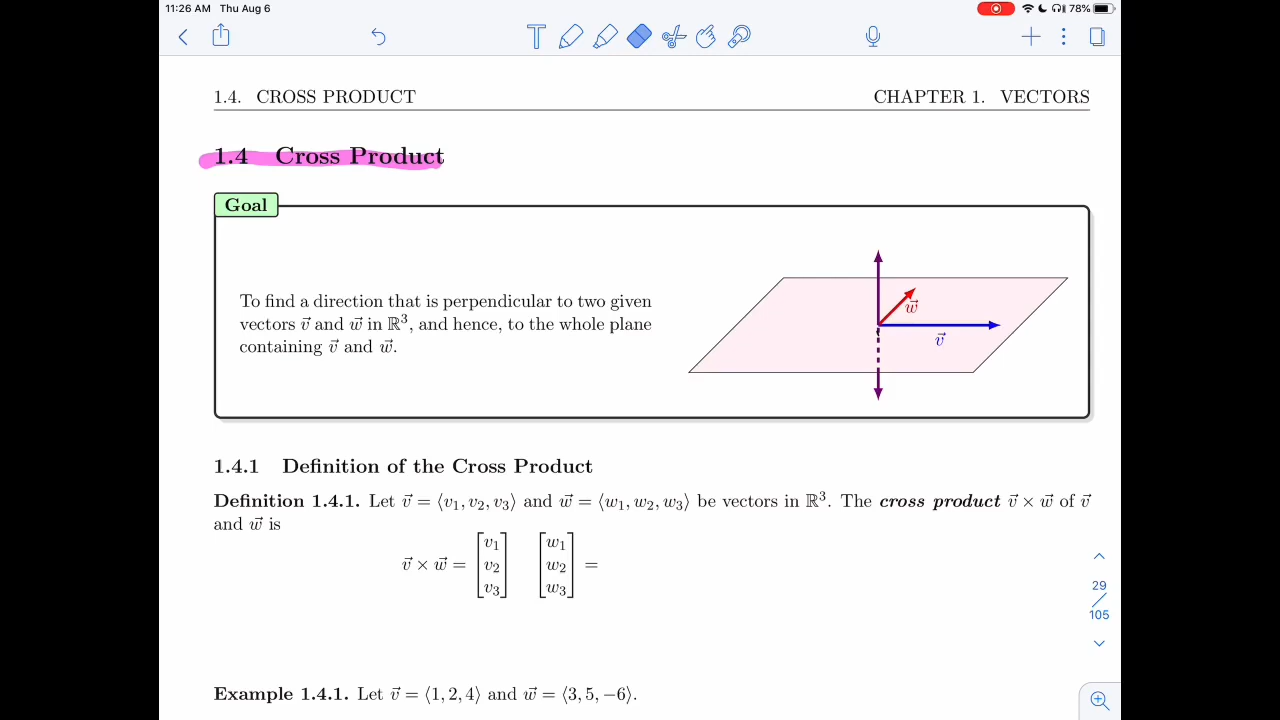 11:26 AM Thu Aug 6
78%
1.4. CROSS PRODUCT CHAPTER 1. VECTORS
1.4 Cross Product
Goal
To find a direction that is perpendicular to two given
vectors v⃗ and w⃗ in ℝ³, and hence, to the whole plane
containing v⃗ and w⃗.
w⃗
v⃗
1.4.1 Definition of the Cross Product
Definition 1.4.1. Let v⃗ = ⟨v₁, v₂, v₃⟩ and w⃗ = ⟨w₁, w₂, w₃⟩ be vectors in ℝ³. The cross product v⃗ × w⃗ of v⃗
and w⃗ is
v₁ w₁
v⃗ × w⃗ = v₂ w₂ =
v₃ w₃
29
105
Example 1.4.1. Let v⃗ = ⟨1, 2, 4⟩ and w⃗ = ⟨3, 5, −6⟩.